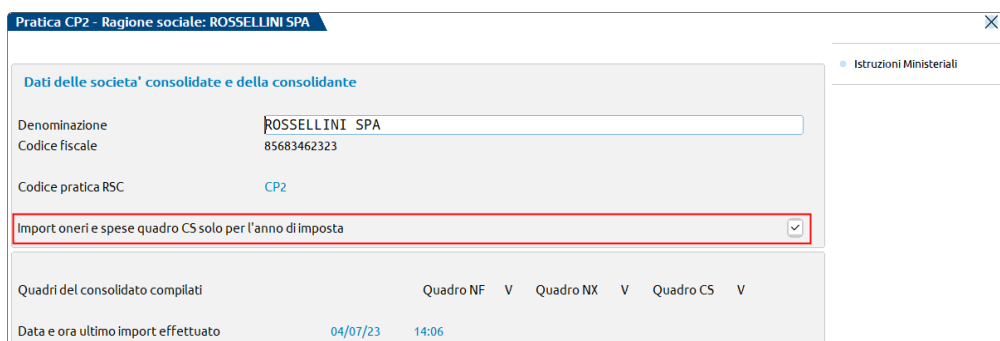 Pratica CP2 - Ragione sociale: ROSSELLINI SPA
Istruzioni Ministeriali
Dati delle societa' consolidate e della consolidante
Denominazione ROSSELLINI SPA
Codice fiscale 85683462323
Codice pratica RSC CP2
Import oneri e spese quadro CS solo per l'anno di imposta
Quadri del consolidato compilati Quadro NF V Quadro NX V Quadro CS V
Data e ora ultimo import effettuato 04/07/23 14:06